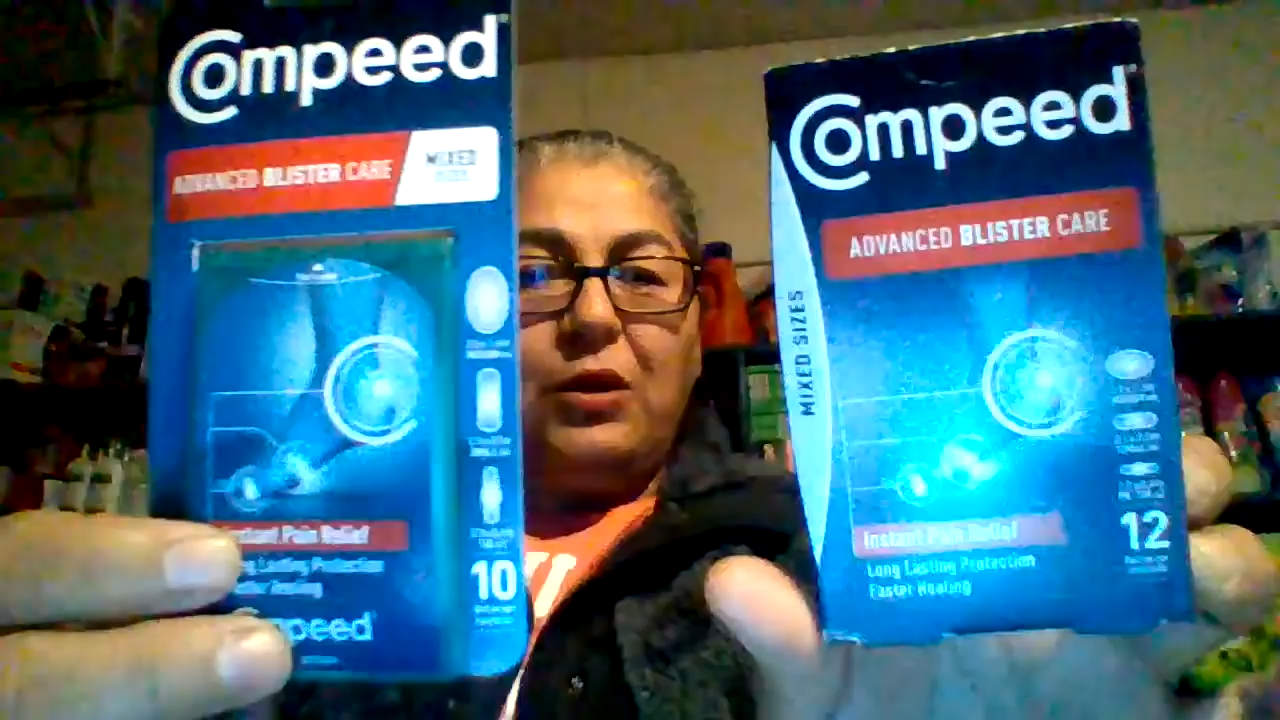 Compeed
ADVANCED BLISTER CARE
MIXED
Instant Pain Relief
Long Lasting Protection
10
Compeed
ADVANCED BLISTER CARE
MIXED SIZES
Instant Pain Relief
Long Lasting Protection
Faster Healing
12